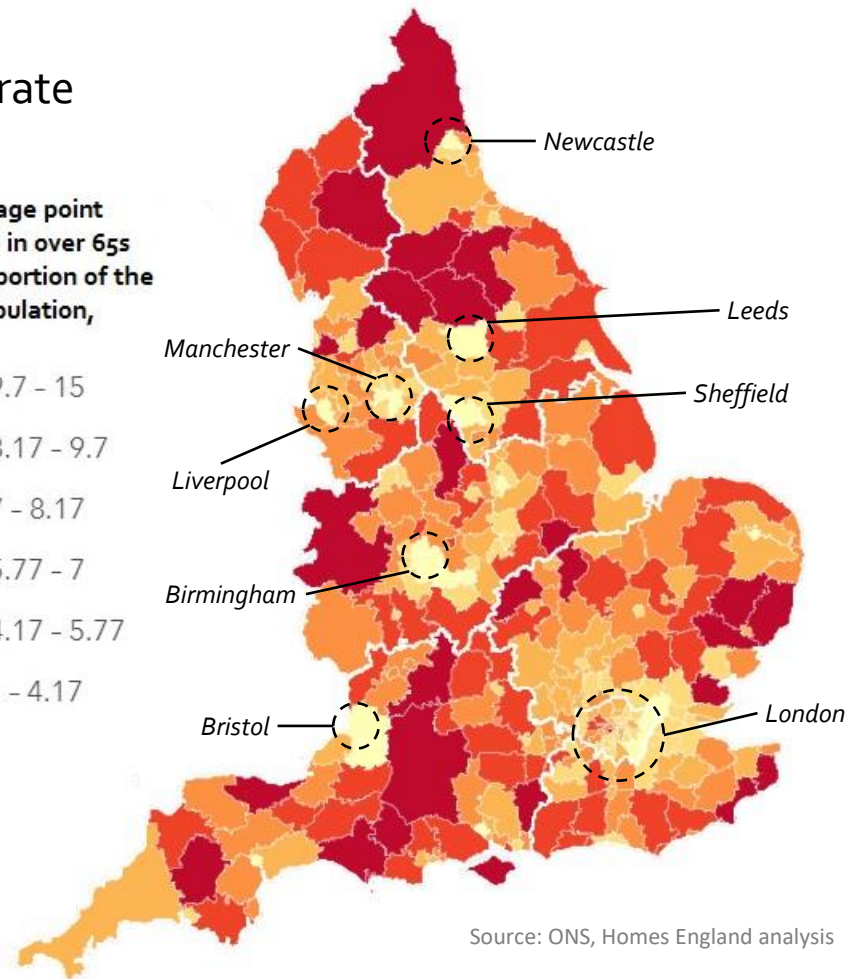 rate
age point
in over 65s
portion of the
pulation,
9.7 – 15
3.17 – 9.7
7 – 8.17
5.77 – 7
4.17 – 5.77
– 4.17
Newcastle
Leeds
Manchester
Sheffield
Liverpool
Birmingham
Bristol
London
Source: ONS, Homes England analysis